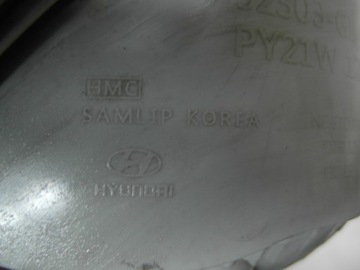 PY21W
HMC
SAMLIP KOREA
HYUNDAI